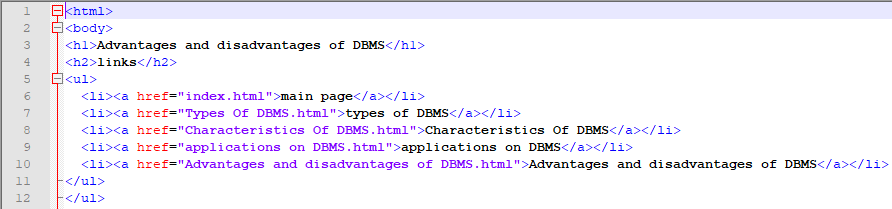 1 <html>
2 <body>
3 <h1>Advantages and disadvantages of DBMS</h1>
4 <h2>links</h2>
5 <ul>
6 <li><a href="index.html">main page</a></li>
7 <li><a href="Types Of DBMS.html">types of DBMS</a></li>
8 <li><a href="Characteristics Of DBMS.html">Characteristics Of DBMS</a></li>
9 <li><a href="applications on DBMS.html">applications on DBMS</a></li>
10 <li><a href="Advantages and disadvantages of DBMS.html">Advantages and disadvantages of DBMS</a></li>
11 </ul>
12 </ul>